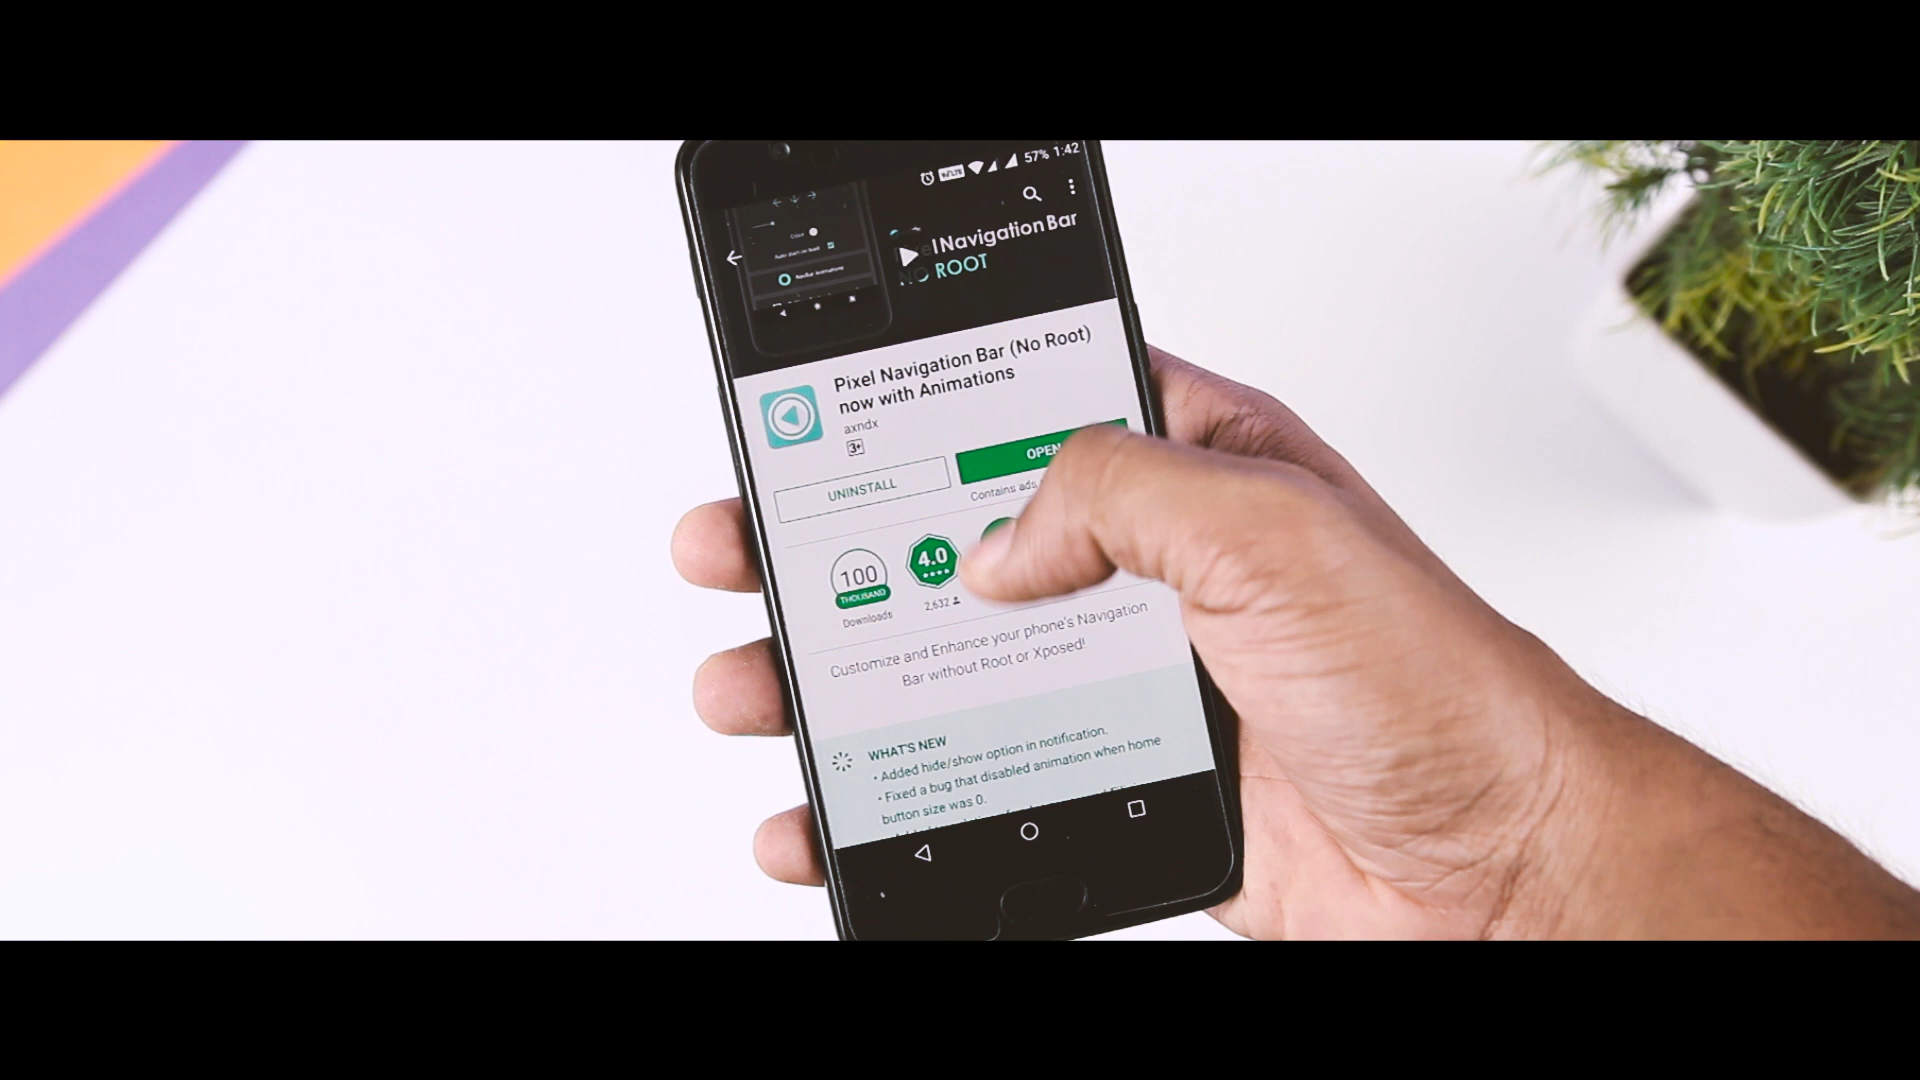 57% 1:42
Navigation Bar
NO ROOT
Pixel Navigation Bar (No Root)
now with Animations
axndx
3+
UNINSTALL
OPEN
Contains ads
100
THOUSAND
Downloads
4.0
2,632
Customize and Enhance your phone's Navigation
Bar without Root or Xposed!
WHAT'S NEW
• Added hide/show option in notification.
• Fixed a bug that disabled animation when home
button size was 0.